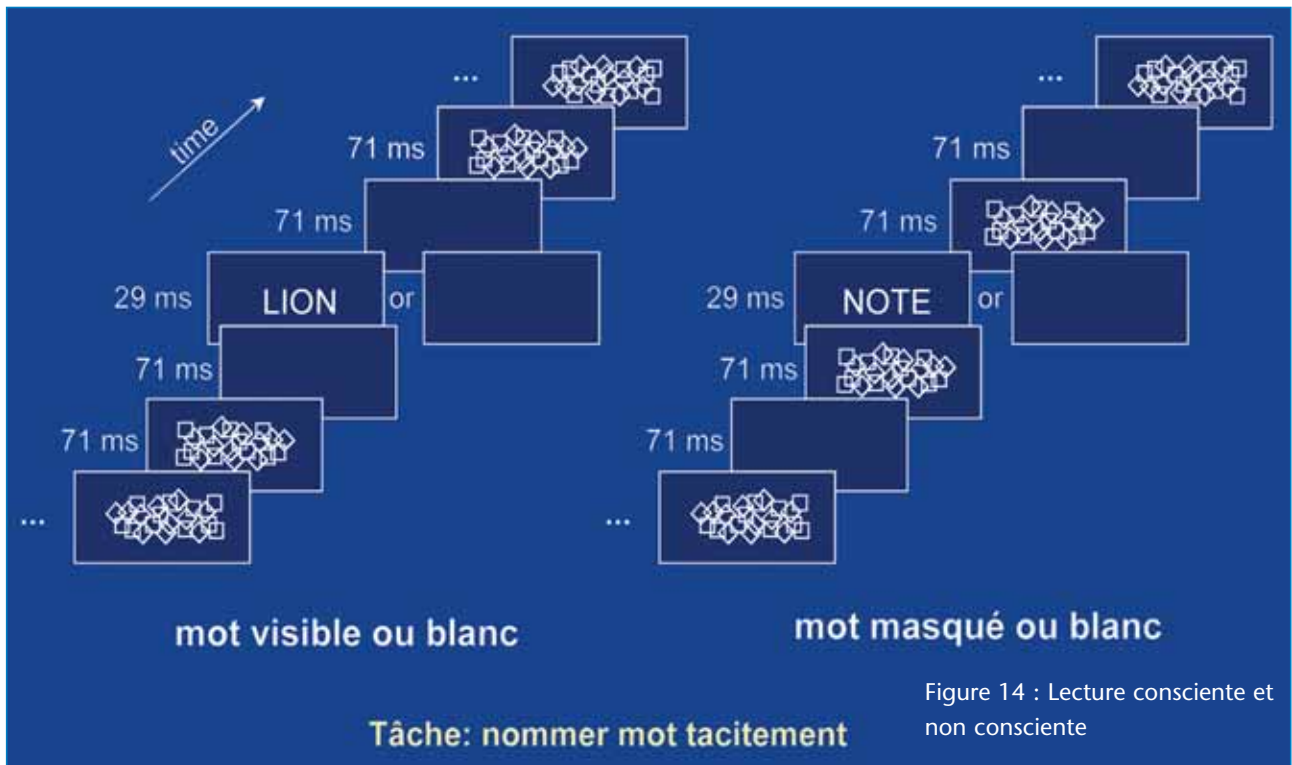 ...
time
71 ms
71 ms
29 ms
LION
or
71 ms
71 ms
...
mot visible ou blanc
...
71 ms
71 ms
29 ms
NOTE
or
71 ms
71 ms
...
mot masqué ou blanc
Figure 14 : Lecture consciente et
non consciente
Tâche: nommer mot tacitement